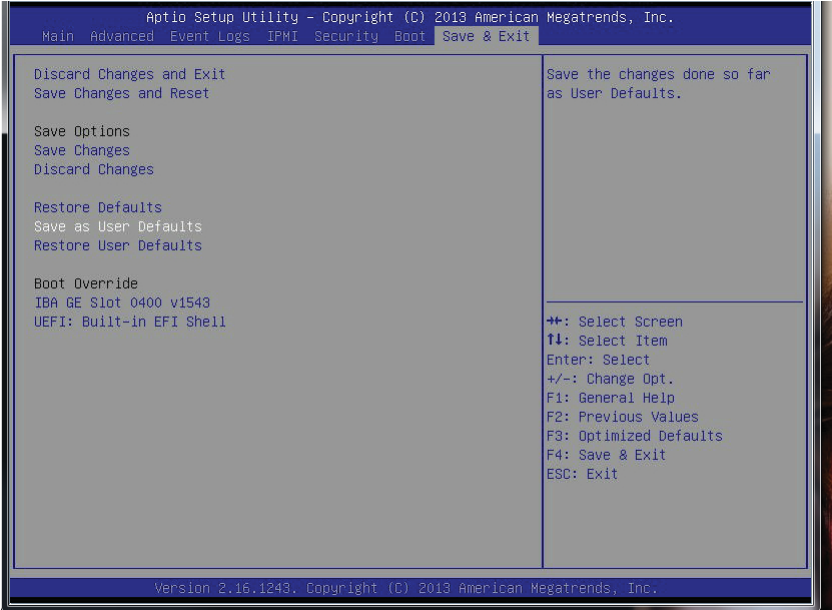 Aptio Setup Utility – Copyright (C) 2013 American Megatrends, Inc.
Main Advanced Event Logs IPMI Security Boot Save & Exit
Discard Changes and Exit
Save Changes and Reset
Save Options
Save Changes
Discard Changes
Restore Defaults
Save as User Defaults
Restore User Defaults
Boot Override
IBA GE Slot 0400 v1543
UEFI: Built-in EFI Shell
Save the changes done so far
as User Defaults.
→←: Select Screen
↑↓: Select Item
Enter: Select
+/-: Change Opt.
F1: General Help
F2: Previous Values
F3: Optimized Defaults
F4: Save & Exit
ESC: Exit
Version 2.16.1243. Copyright (C) 2013 American Megatrends, Inc.